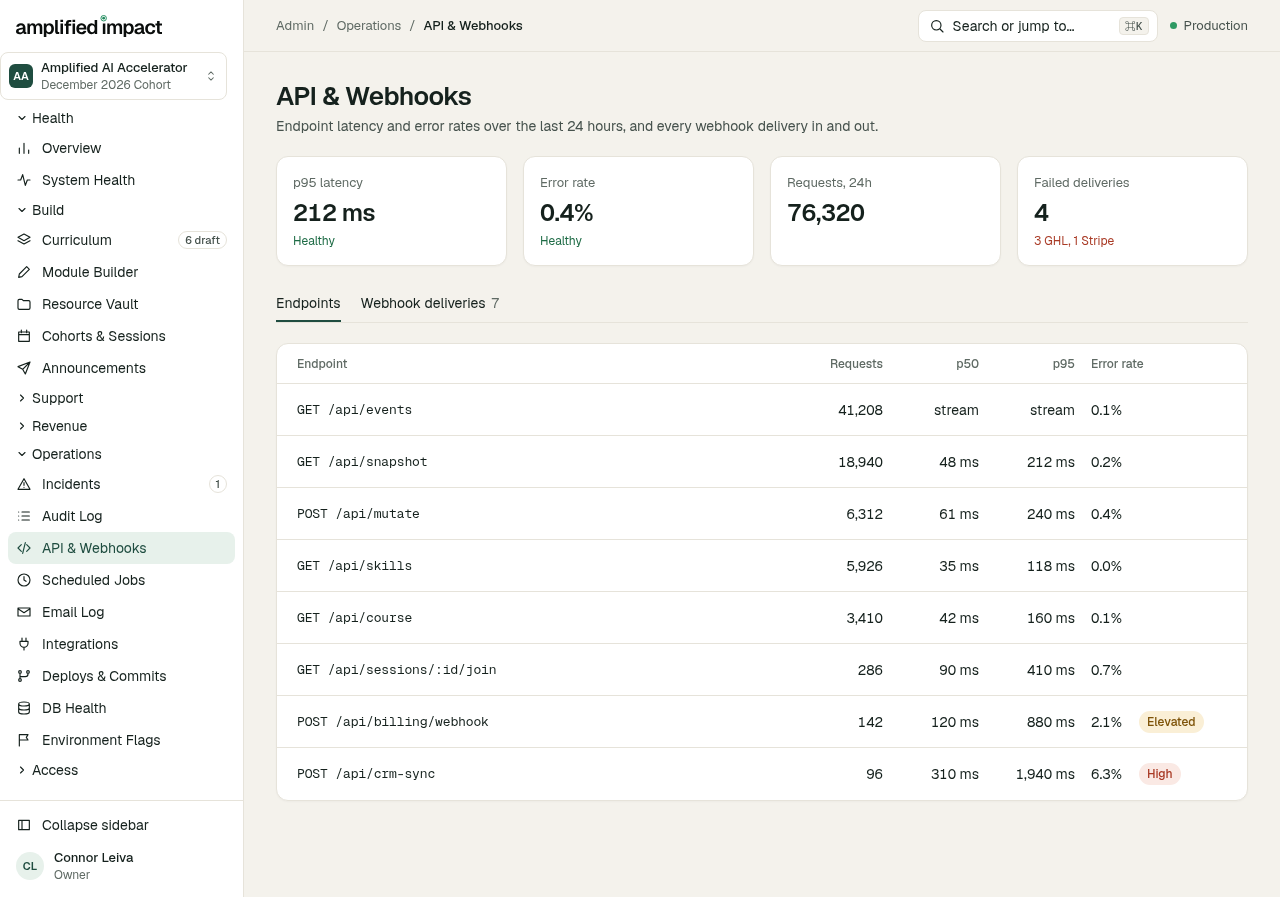 amplified impact
AA
Amplified AI Accelerator
December 2026 Cohort
Health
Overview
System Health
Build
Curriculum 6 draft
Module Builder
Resource Vault
Cohorts & Sessions
Announcements
Support
Revenue
Operations
Incidents 1
Audit Log
API & Webhooks
Scheduled Jobs
Email Log
Integrations
Deploys & Commits
DB Health
Environment Flags
Access
Collapse sidebar
CL
Connor Leiva
Owner
Admin / Operations / API & Webhooks
Search or jump to… ⌘K
Production
API & Webhooks
Endpoint latency and error rates over the last 24 hours, and every webhook delivery in and out.
p95 latency
212 ms
Healthy
Error rate
0.4%
Healthy
Requests, 24h
76,320
Failed deliveries
4
3 GHL, 1 Stripe
Endpoints Webhook deliveries 7
Endpoint Requests p50 p95 Error rate
GET /api/events 41,208 stream stream 0.1%
GET /api/snapshot 18,940 48 ms 212 ms 0.2%
POST /api/mutate 6,312 61 ms 240 ms 0.4%
GET /api/skills 5,926 35 ms 118 ms 0.0%
GET /api/course 3,410 42 ms 160 ms 0.1%
GET /api/sessions/:id/join 286 90 ms 410 ms 0.7%
POST /api/billing/webhook 142 120 ms 880 ms 2.1% Elevated
POST /api/crm-sync 96 310 ms 1,940 ms 6.3% High